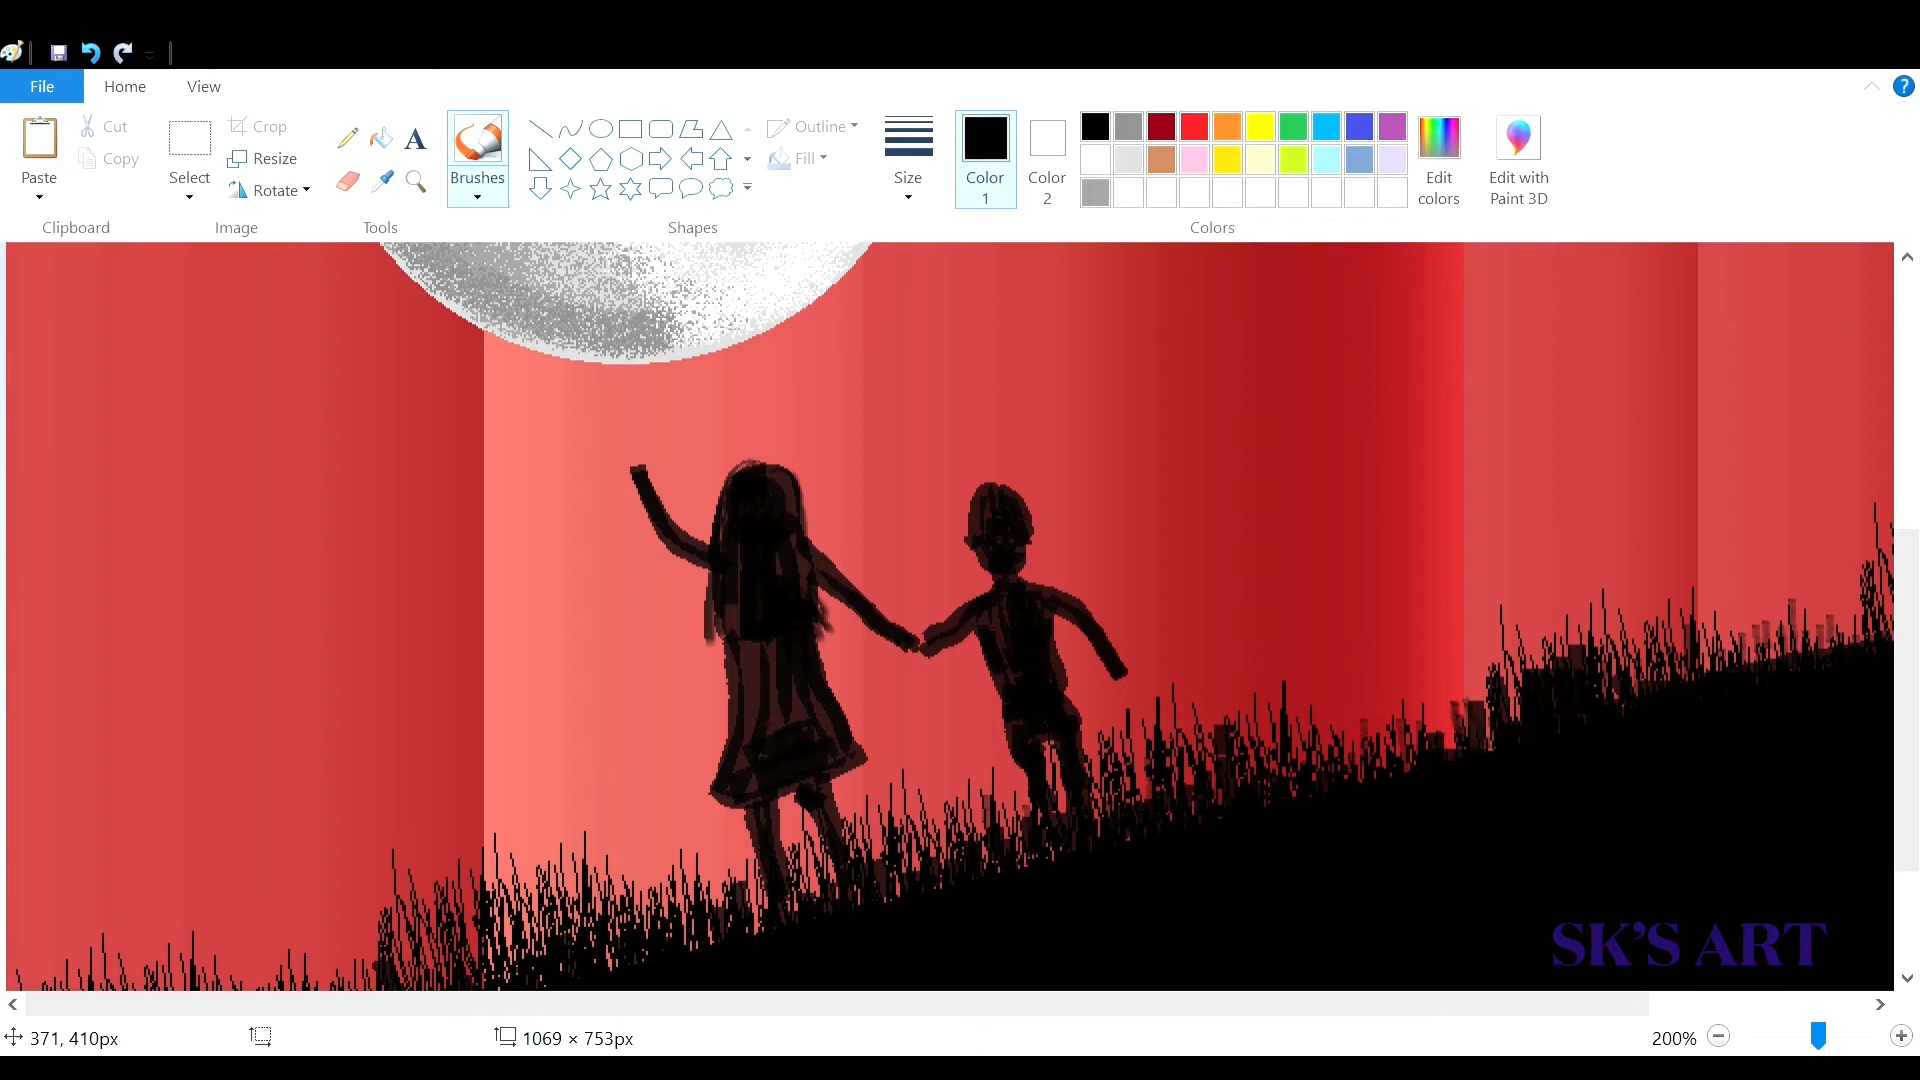 File Home View
Cut Crop Outline
Copy Resize Fill
Paste Select Rotate Brushes Size Color 1 Color 2 Edit colors Edit with Paint 3D
Clipboard Image Tools Shapes Colors
SK'S ART
371, 410px 1069 × 753px 200%